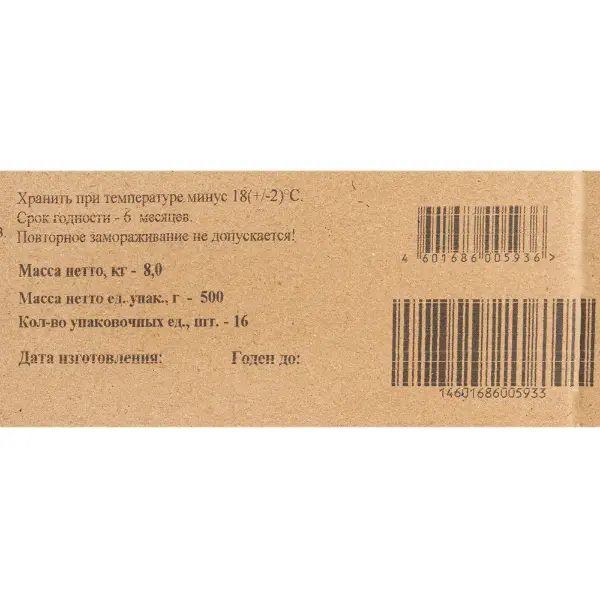 Хранить при температуре минус 18(+/-2)°С.
Срок годности - 6 месяцев.
Повторное замораживание не допускается!
Масса нетто, кг - 8,0
Масса нетто ед. упак., г - 500
Кол-во упаковочных ед., шт. - 16
Дата изготовления: Годен до:
4 601686 005936 >
14601686005933